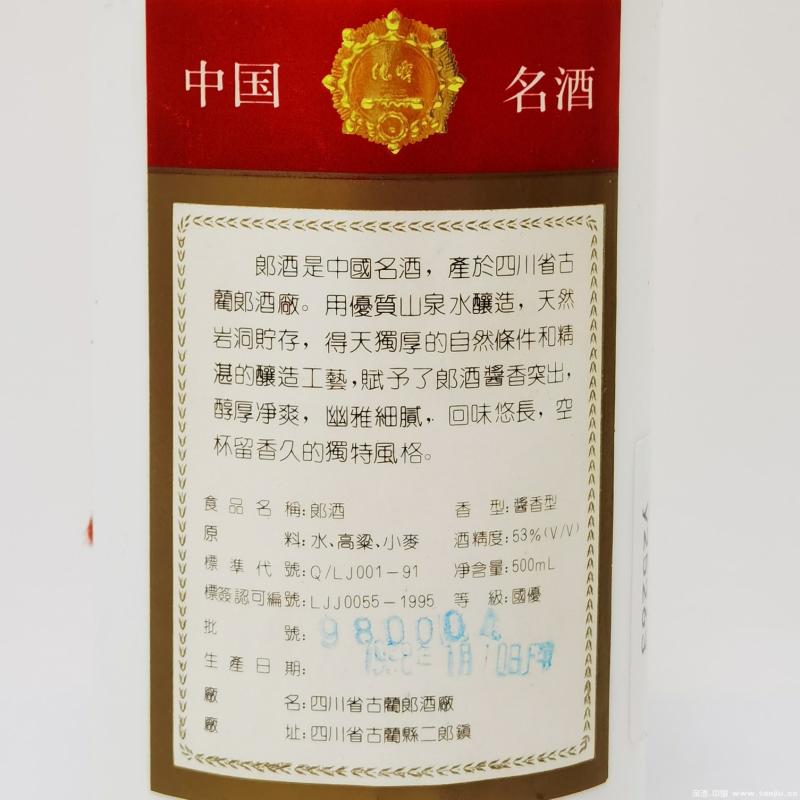 中国 名酒
郎酒是中國名酒，產於四川省古
藺郎酒廠。用優質山泉水釀造，天然
岩洞貯存，得天獨厚的自然條件和精
湛的釀造工藝，賦予了郎酒醬香突出，
醇厚凈爽，幽雅細膩，回味悠長，空
杯留香久的獨特風格。
食品名稱：郎酒 香型：醬香型
原料：水、高粱、小麥 酒精度：53%(V/V)
標準代號：Q/LJ001-91 净含量：500mL
標簽認可編號：LJJ0055-1995 等級：國優
批號：980004
生產日期：
廠名：四川省古藺郎酒廠
廠址：四川省古藺縣二郎鎮
www.tanjiu.cn